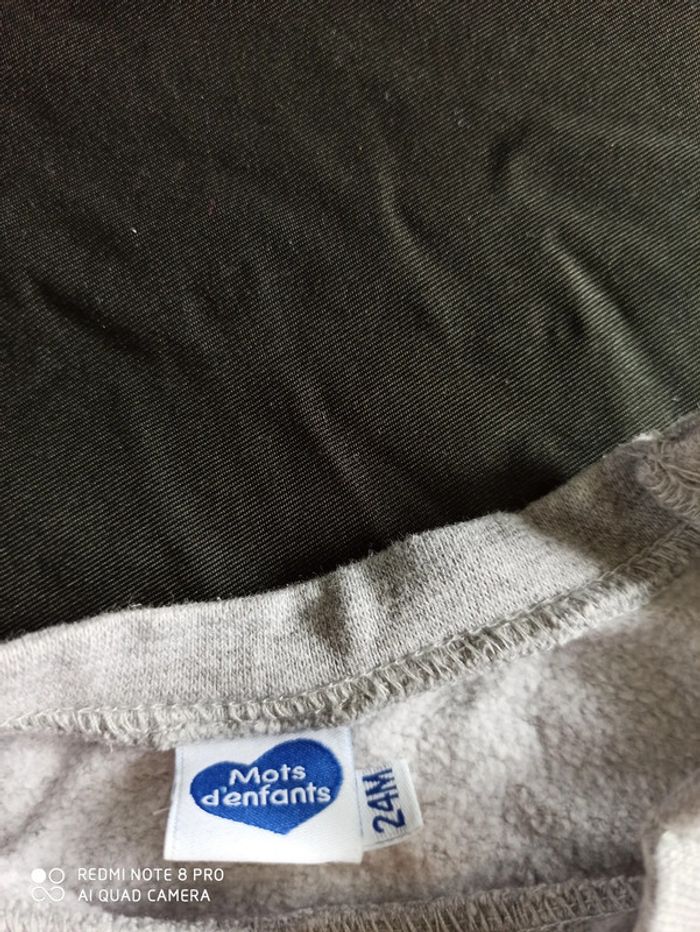 Mots
d'enfants
24M
REDMI NOTE 8 PRO
AI QUAD CAMERA